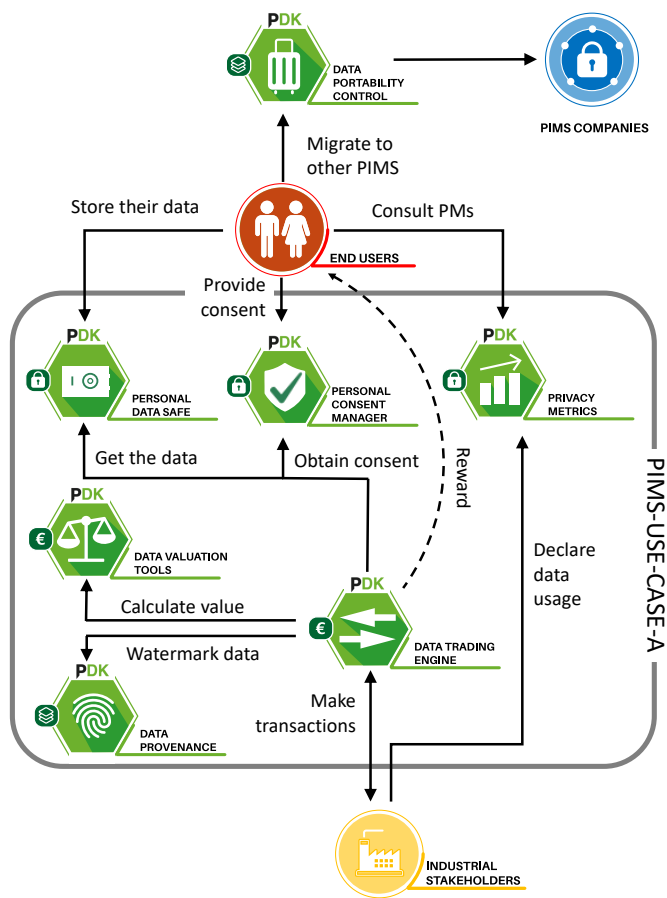 PDK
DATA
PORTABILITY
CONTROL
PIMS COMPANIES
Migrate to
other PIMS
Store their data
Consult PMs
END USERS
Provide
consent
PDK
PERSONAL
DATA SAFE
PDK
PERSONAL
CONSENT
MANAGER
PDK
PRIVACY
METRICS
Get the data
Obtain consent
Reward
PIMS-USE-CASE-A
PDK
€
DATA VALUATION
TOOLS
Declare
data
usage
Calculate value
PDK
€
DATA TRADING
ENGINE
Watermark data
PDK
DATA
PROVENANCE
Make
transactions
INDUSTRIAL
STAKEHOLDERS